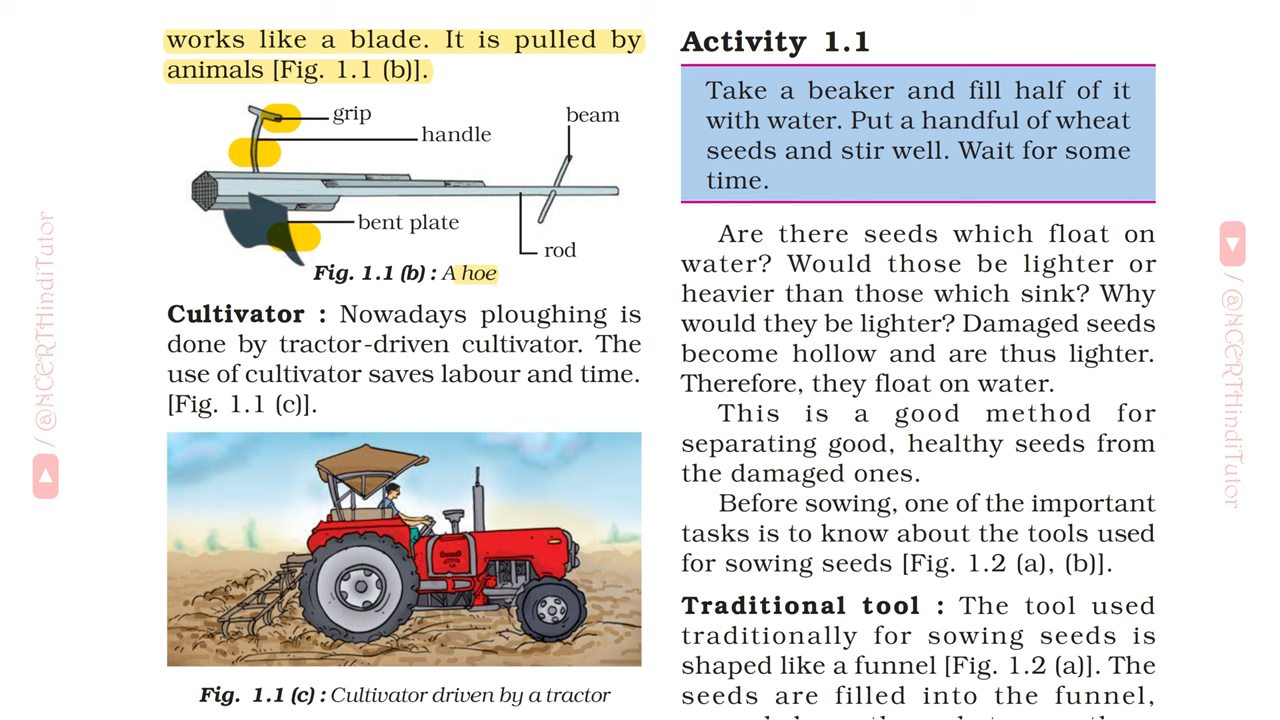 works like a blade. It is pulled by
animals [Fig. 1.1 (b)].
grip
handle
beam
bent plate
rod
Fig. 1.1 (b) : A hoe
Cultivator : Nowadays ploughing is
done by tractor-driven cultivator. The
use of cultivator saves labour and time.
[Fig. 1.1 (c)].
Fig. 1.1 (c) : Cultivator driven by a tractor
Activity 1.1
Take a beaker and fill half of it
with water. Put a handful of wheat
seeds and stir well. Wait for some
time.
Are there seeds which float on
water? Would those be lighter or
heavier than those which sink? Why
would they be lighter? Damaged seeds
become hollow and are thus lighter.
Therefore, they float on water.
This is a good method for
separating good, healthy seeds from
the damaged ones.
Before sowing, one of the important
tasks is to know about the tools used
for sowing seeds [Fig. 1.2 (a), (b)].
Traditional tool : The tool used
traditionally for sowing seeds is
shaped like a funnel [Fig. 1.2 (a)]. The
seeds are filled into the funnel,
/ @NCERTHindiTutor
/ @NCERTHindiTutor